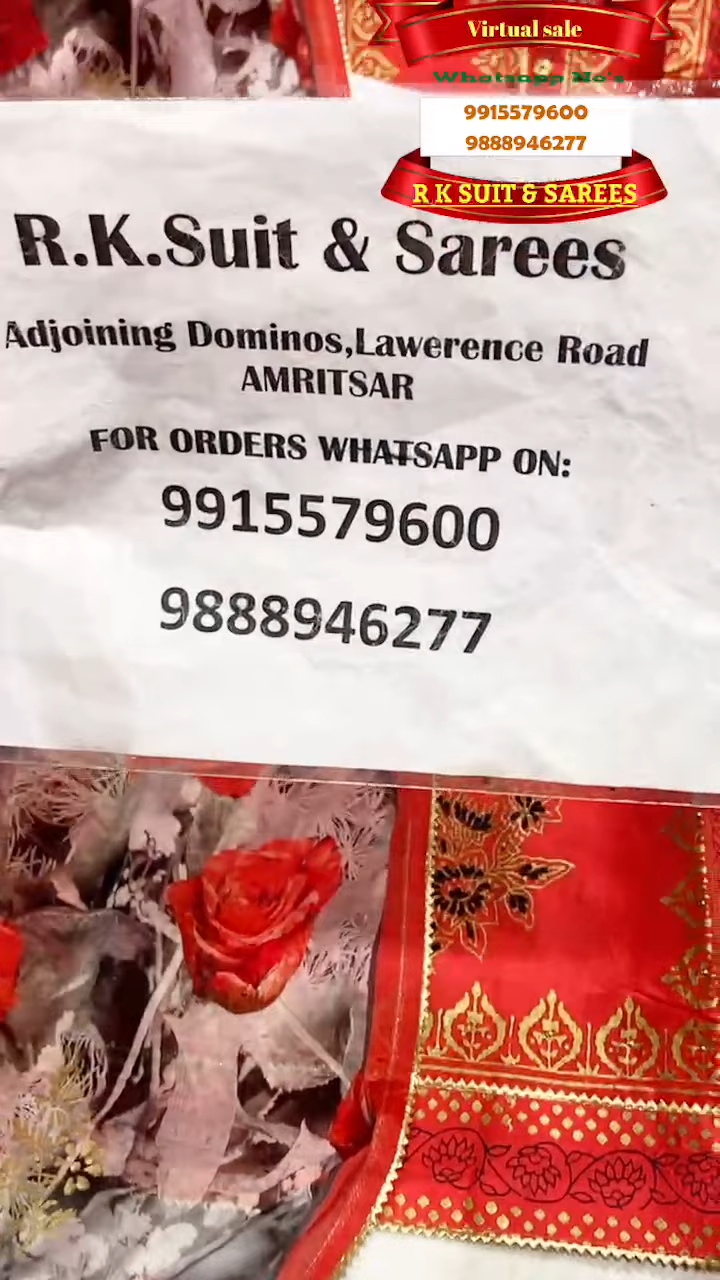 Virtual sale
Whatsapp No's
9915579600
9888946277
R K SUIT & SAREES
R.K.Suit & Sarees
Adjoining Dominos,Lawerence Road
AMRITSAR
FOR ORDERS WHATSAPP ON:
9915579600
9888946277